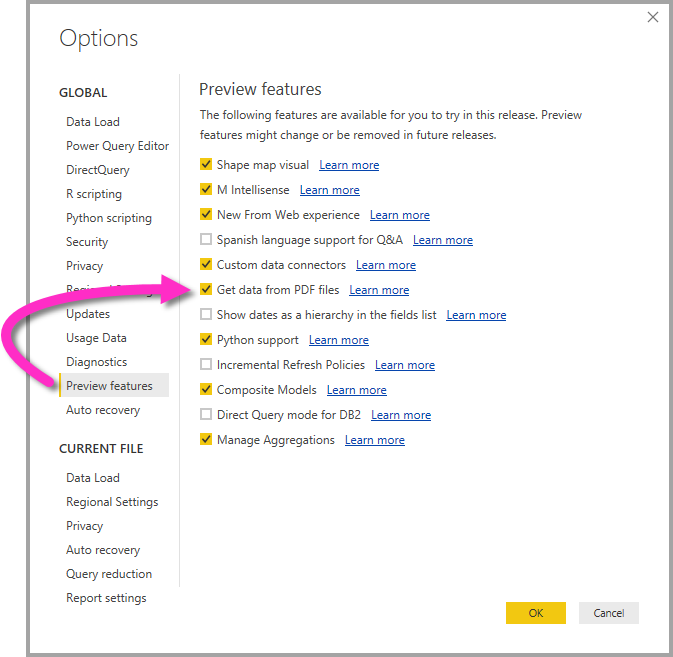 Options
GLOBAL
Data Load
Power Query Editor
DirectQuery
R scripting
Python scripting
Security
Privacy
Updates
Usage Data
Diagnostics
Preview features
Auto recovery
CURRENT FILE
Data Load
Regional Settings
Privacy
Auto recovery
Query reduction
Report settings
Preview features
The following features are available for you to try in this release. Preview
features might change or be removed in future releases.
Shape map visual Learn more
M Intellisense Learn more
New From Web experience Learn more
Spanish language support for Q&A Learn more
Custom data connectors Learn more
Get data from PDF files Learn more
Show dates as a hierarchy in the fields list Learn more
Python support Learn more
Incremental Refresh Policies Learn more
Composite Models Learn more
Direct Query mode for DB2 Learn more
Manage Aggregations Learn more
OK Cancel